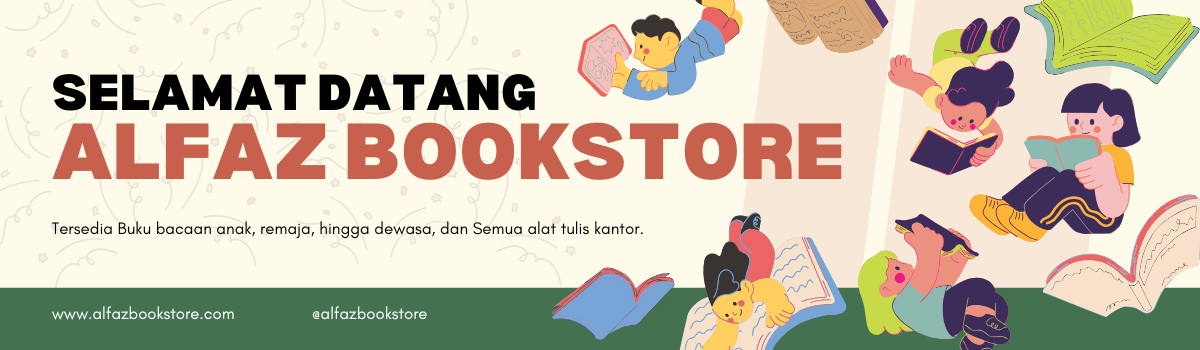 SELAMAT DATANG
ALFAZ BOOKSTORE
Tersedia Buku bacaan anak, remaja, hingga dewasa, dan Semua alat tulis kantor.
www.alfazbookstore.com
@alfazbookstore